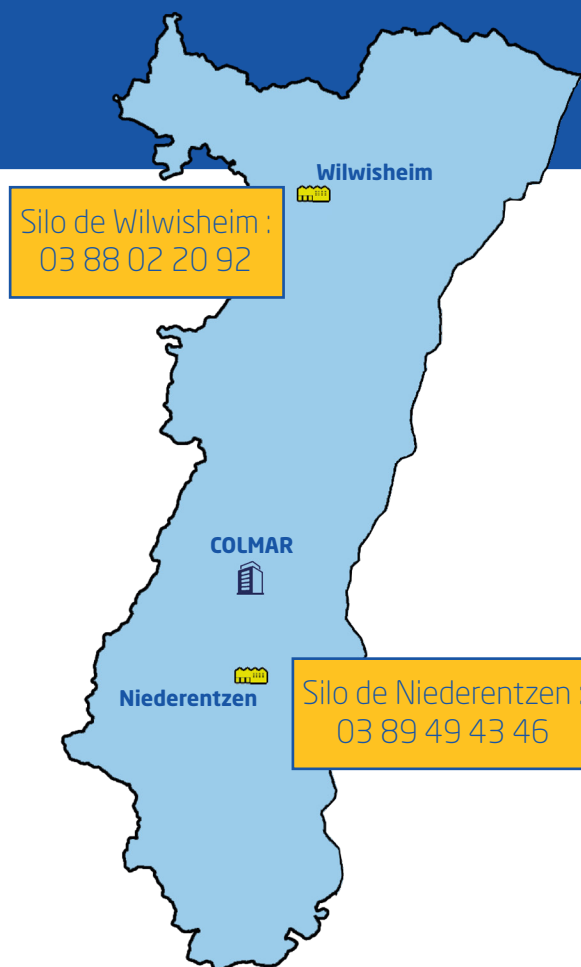 Wilwisheim
Silo de Wilwisheim :
03 88 02 20 92
COLMAR
Niederentzen
Silo de Niederentzen :
03 89 49 43 46